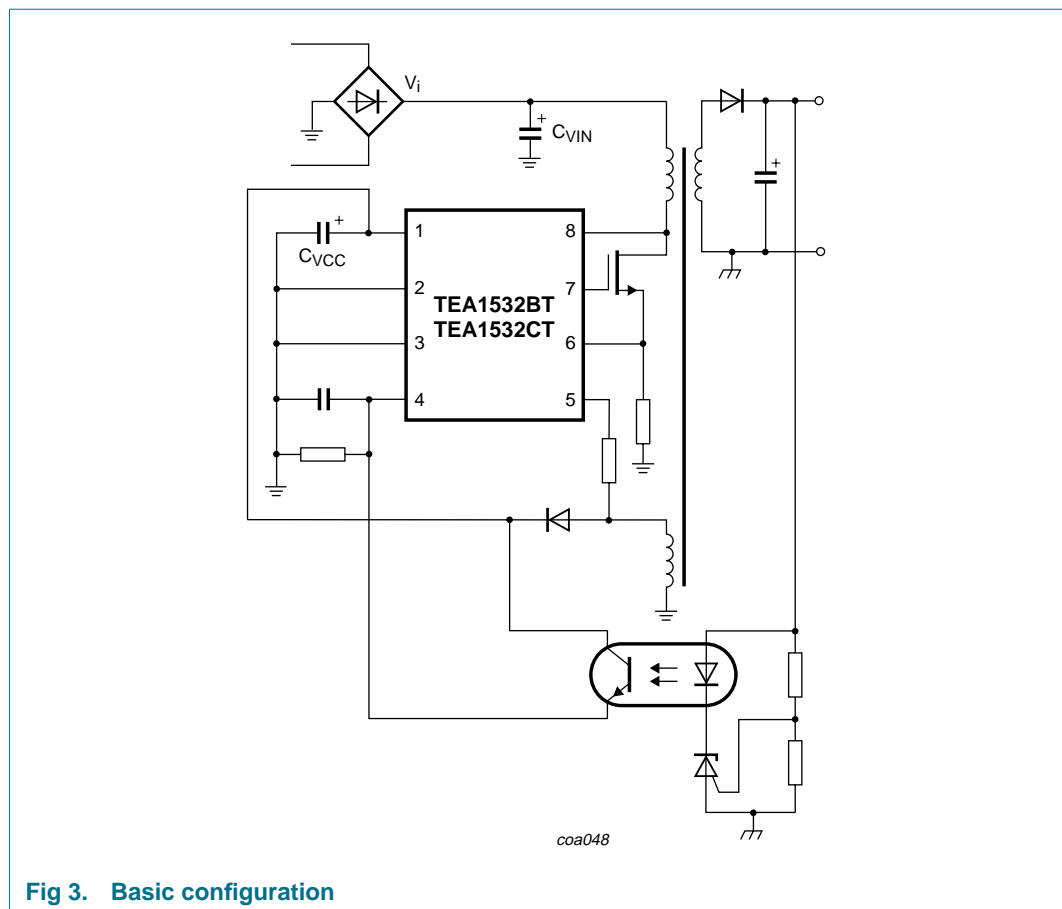 Vi
CVIN
CVCC
1
2
3
4
8
7
6
5
TEA1532BT
TEA1532CT
+
+
+
coa048
Fig 3. Basic configuration